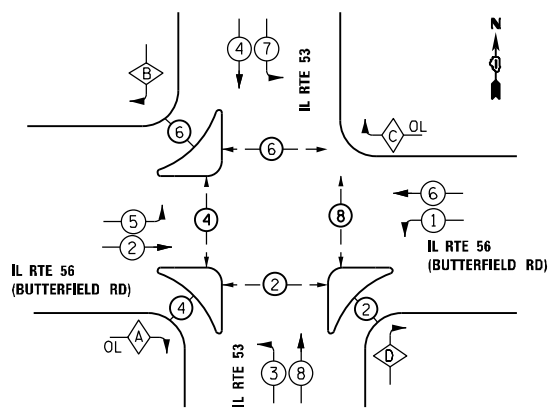 N
B
4
7
IL RTE 53
C
OL
6
6
5
2
4
8
6
1
IL RTE 56
(BUTTERFIELD RD)
IL RTE 56
(BUTTERFIELD RD)
2
4
2
OL
A
D
IL RTE 53
3
8